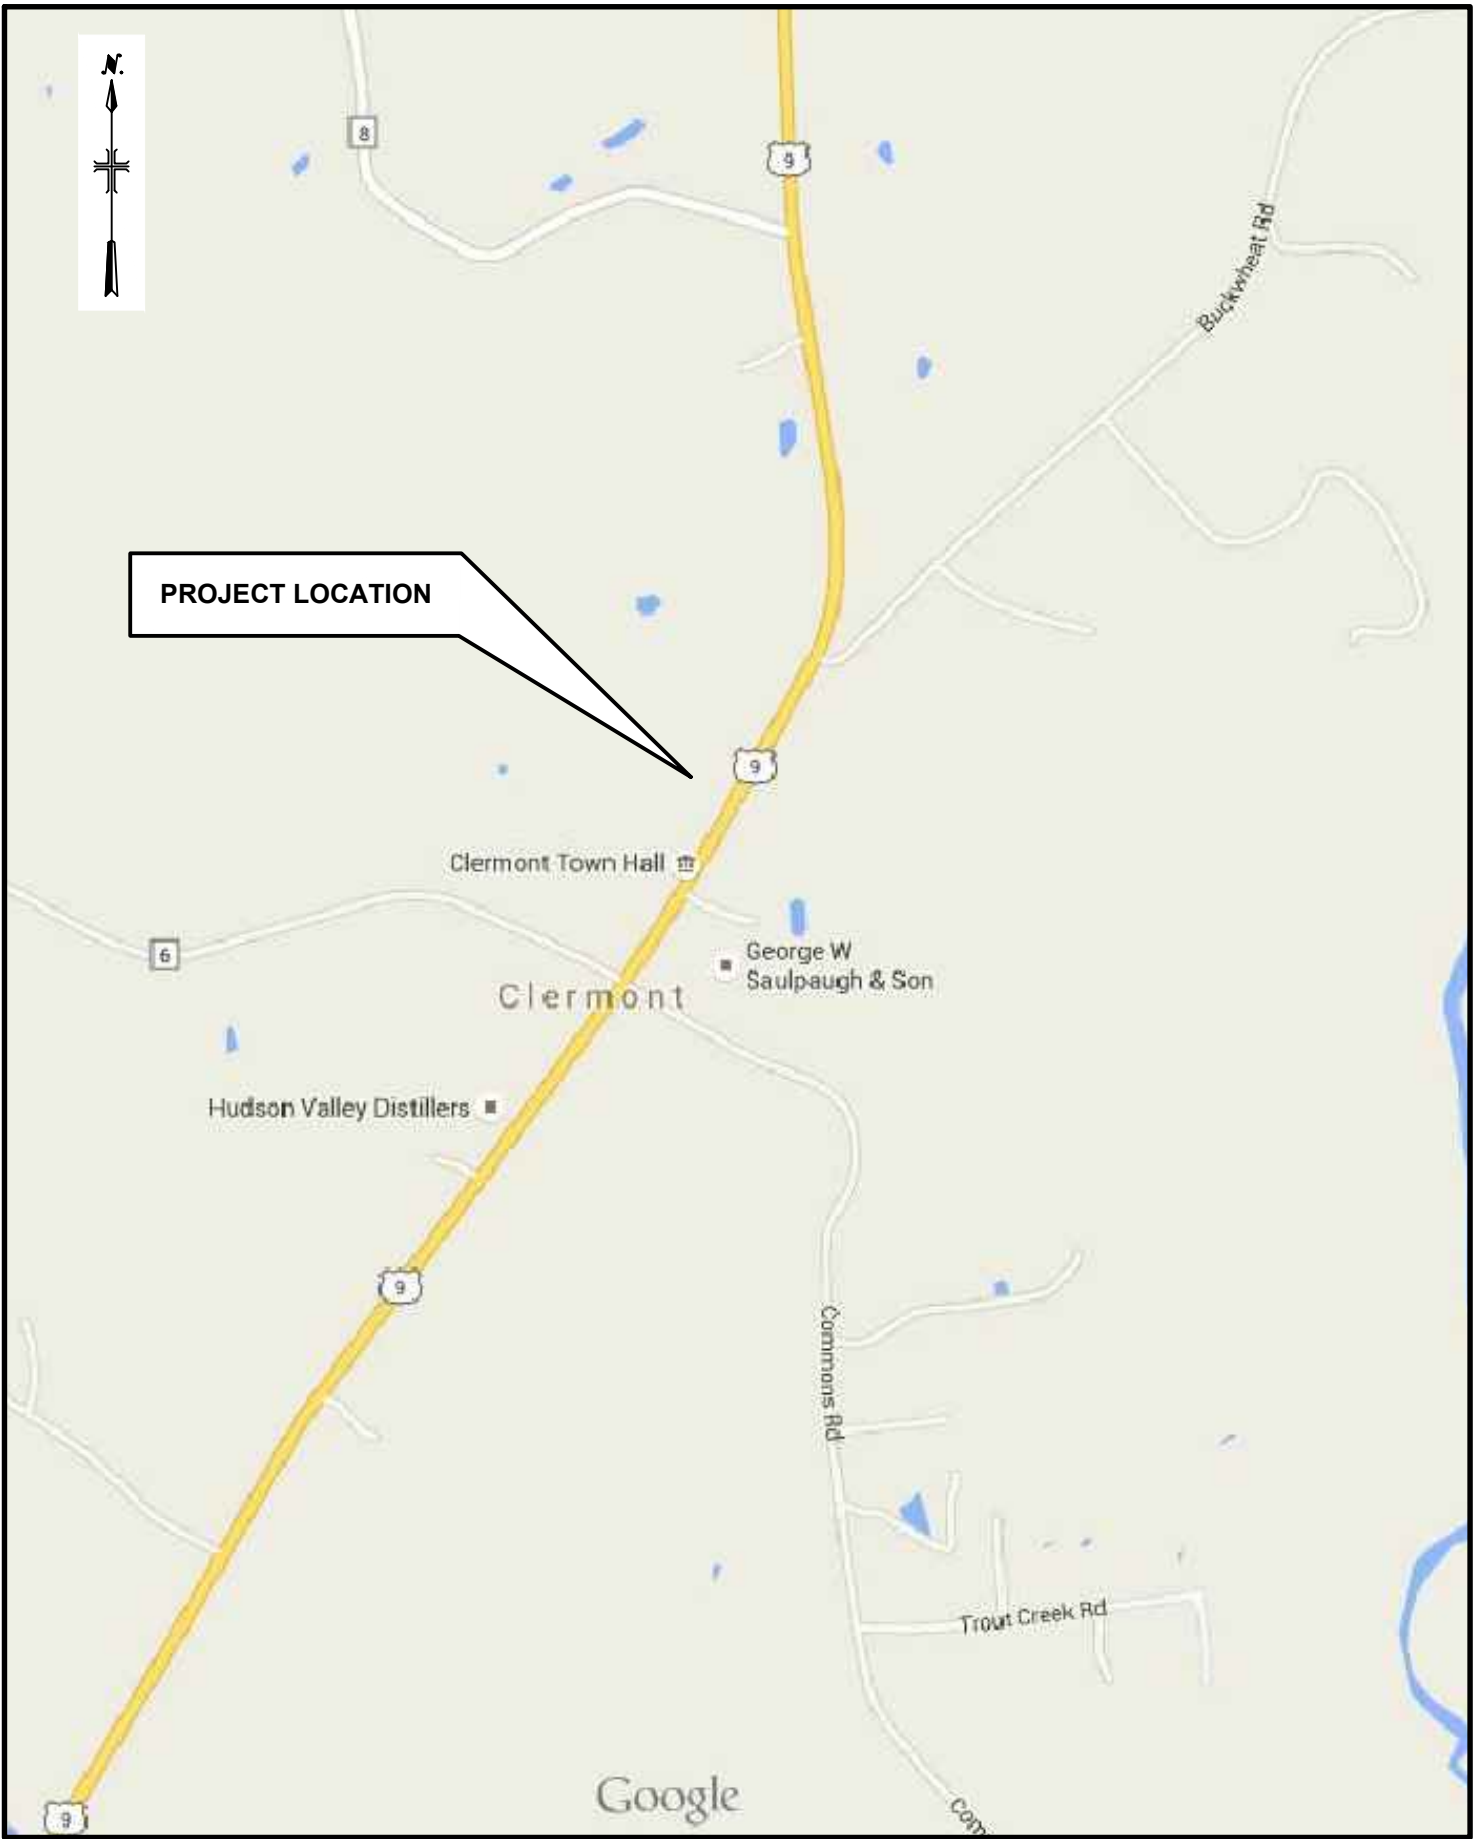 N.
8
9
Buckwheat Rd
PROJECT LOCATION
9
Clermont Town Hall
6
George W
Saulpaugh & Son
Clermont
Hudson Valley Distillers
9
Commons Rd
Trout Creek Rd
Google
9
Com